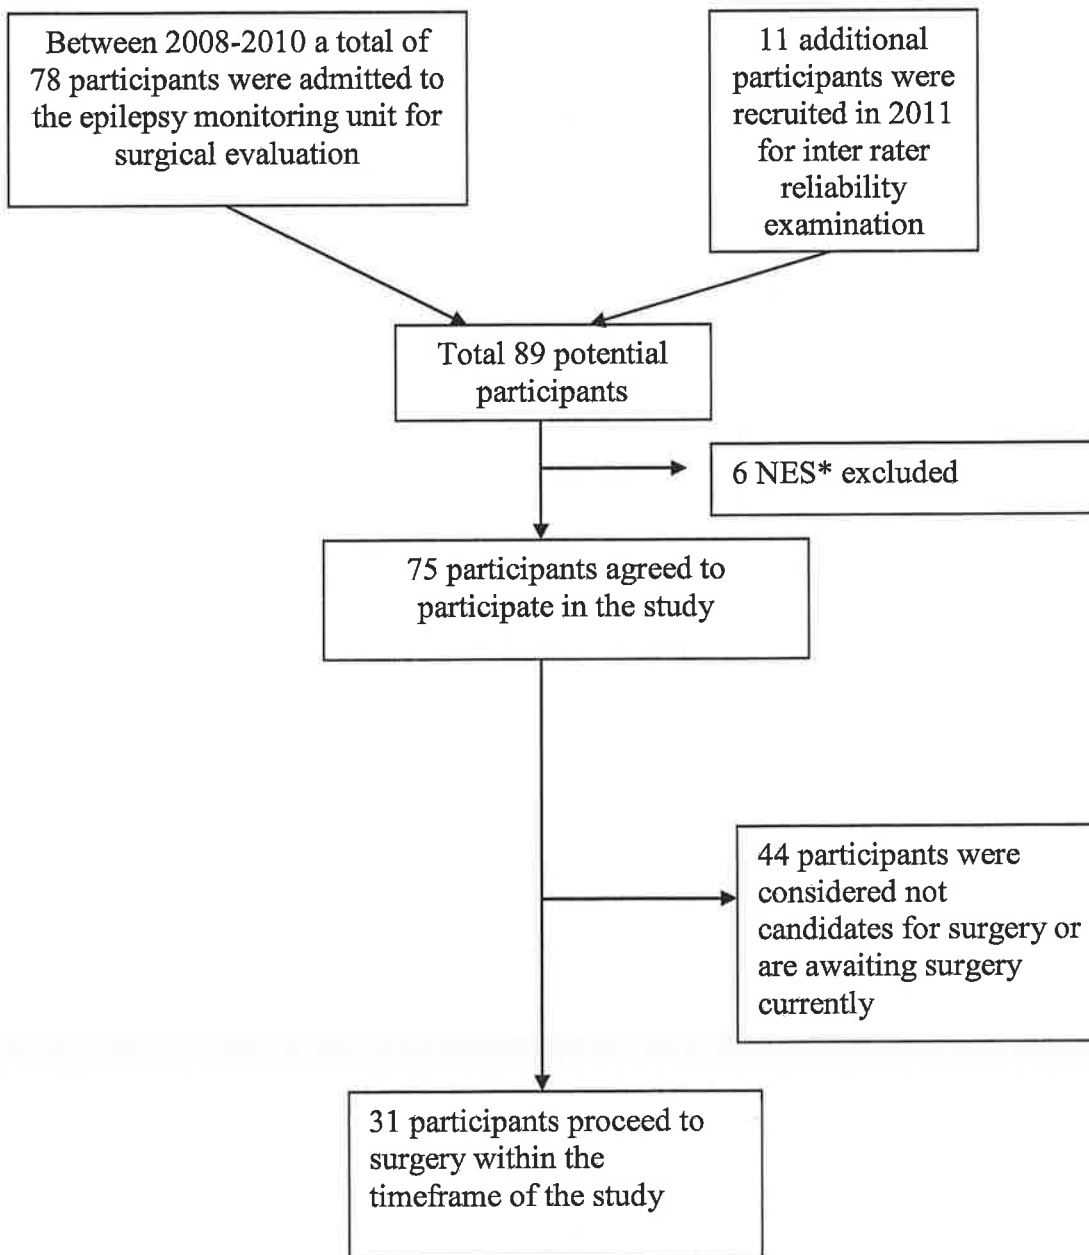 Between 2008-2010 a total of
78 participants were admitted to
the epilepsy monitoring unit for
surgical evaluation
11 additional
participants were
recruited in 2011
for inter rater
reliability
examination
Total 89 potential
participants
6 NES* excluded
75 participants agreed to
participate in the study
44 participants were
considered not
candidates for surgery or
are awaiting surgery
currently
31 participants proceed to
surgery within the
timeframe of the study